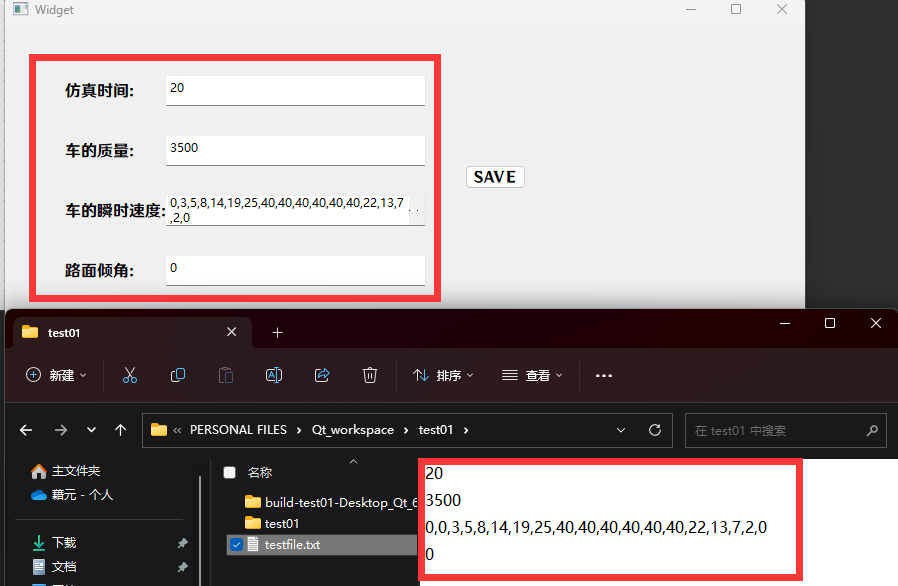 Widget
仿真时间:
20
车的质量:
3500
车的瞬时速度:
0,3,5,8,14,19,25,40,40,40,40,40,40,22,13,7
,2,0
路面倾角:
0
SAVE
test01
新建
排序
查看
« PERSONAL FILES › Qt_workspace › test01 ›
在 test01 中搜索
主文件夹
藉元 - 个人
下载
文档
名称
build-test01-Desktop_Qt_6
test01
testfile.txt
20
3500
0,0,3,5,8,14,19,25,40,40,40,40,40,40,22,13,7,2,0
0